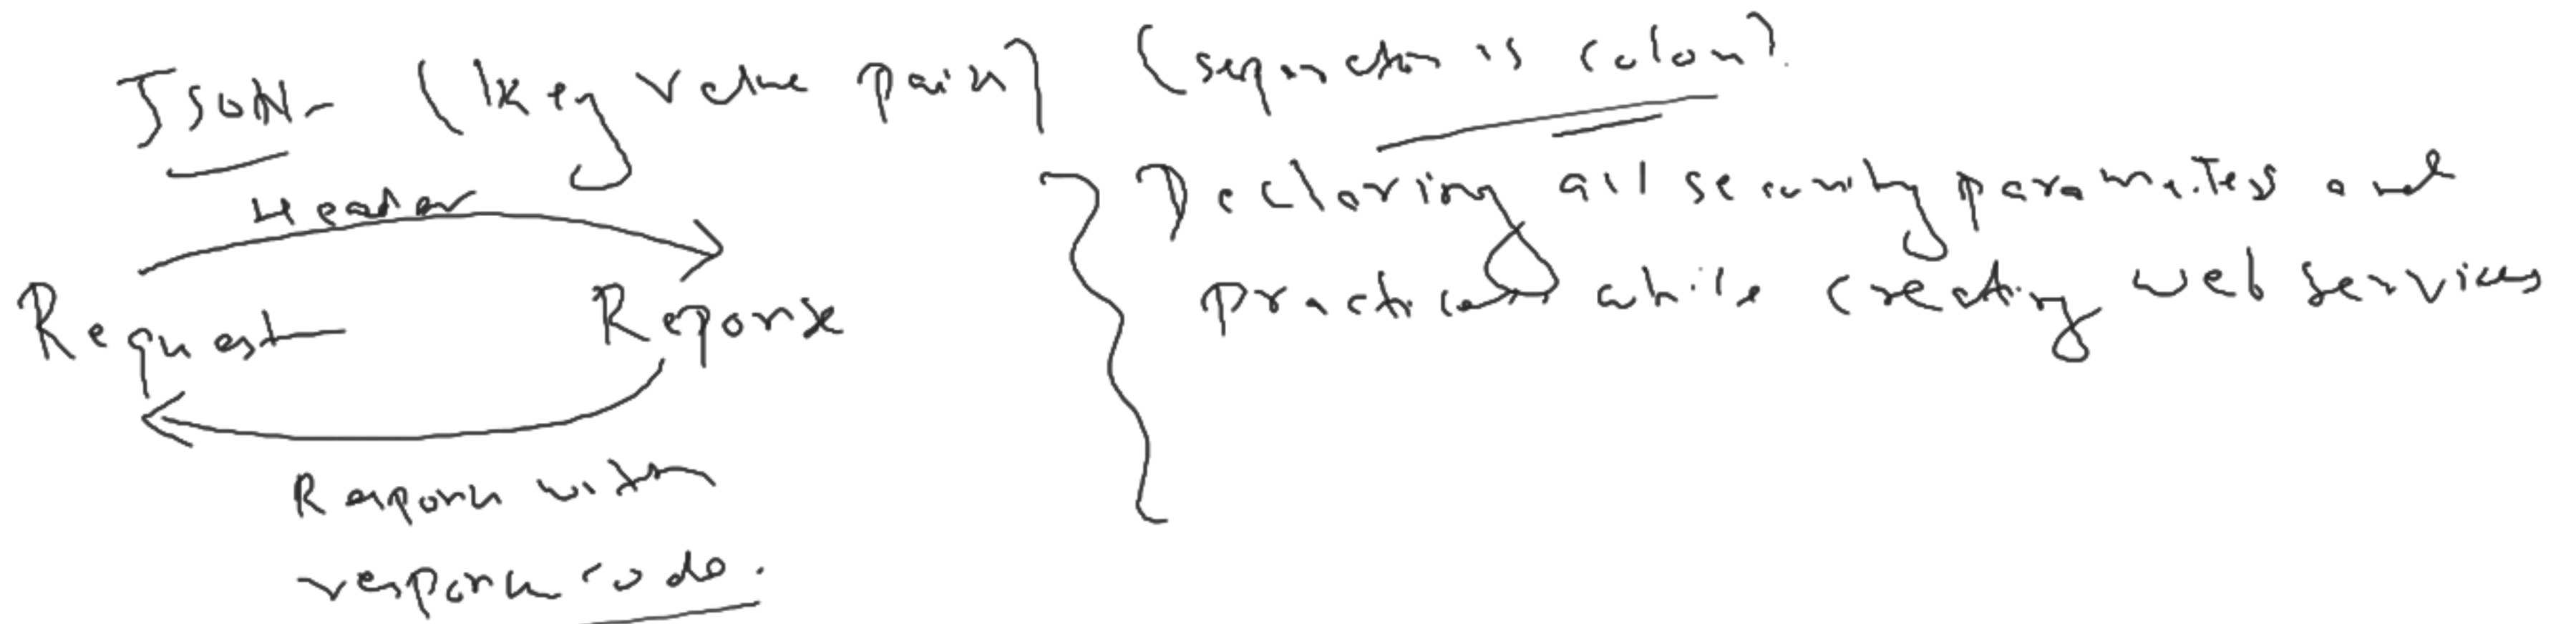 JSON - (Key value pair) (separator is colon)
Header
Request Reponse
Response with
response code.
Declaring all security parameters and
practices while creating web services